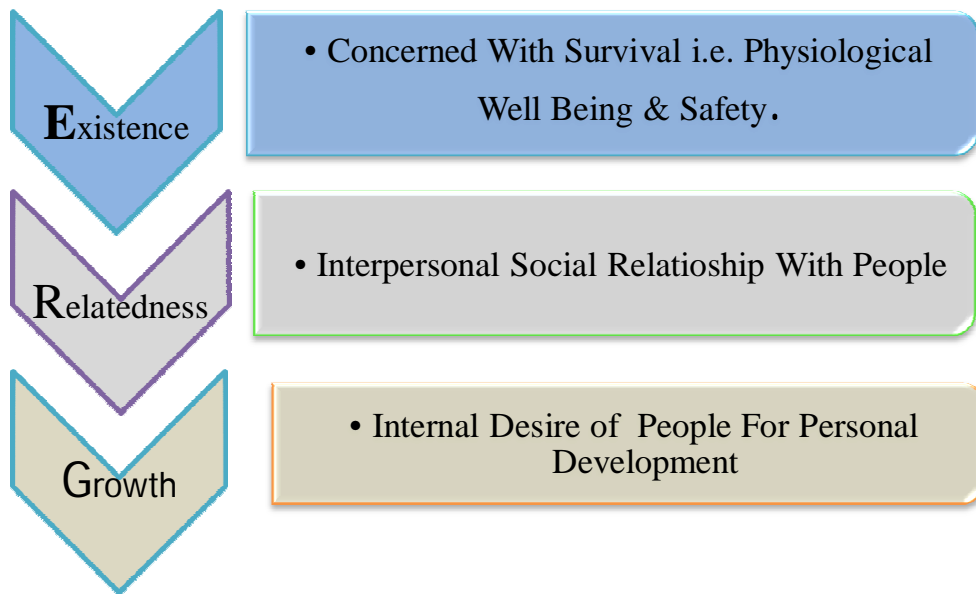 Existence
• Concerned With Survival i.e. Physiological
Well Being & Safety.
Relatedness
• Interpersonal Social Relatioship With People
Growth
• Internal Desire of People For Personal
Development